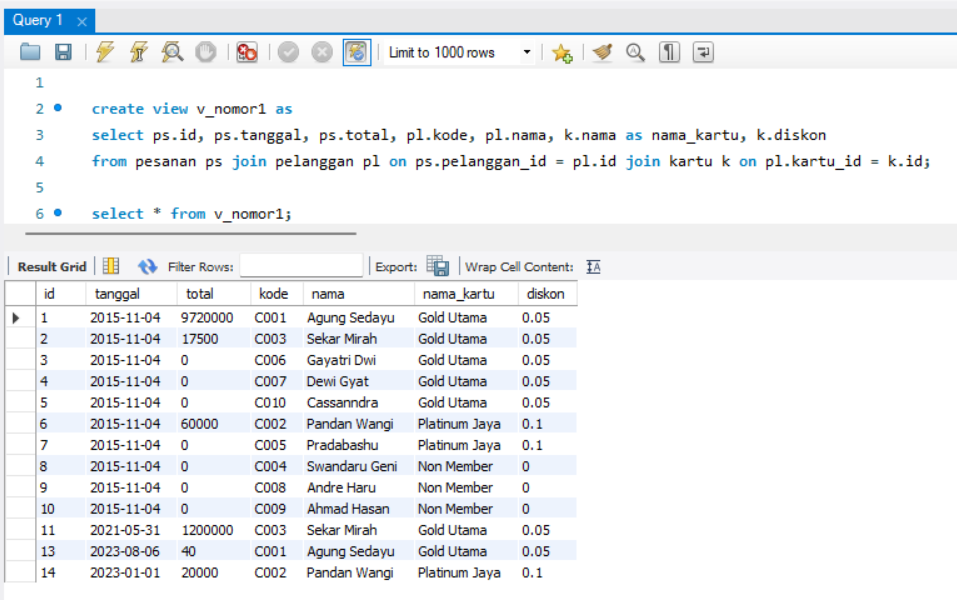 Query 1
Limit to 1000 rows
1
2 create view v_nomor1 as
3 select ps.id, ps.tanggal, ps.total, pl.kode, pl.nama, k.nama as nama_kartu, k.diskon
4 from pesanan ps join pelanggan pl on ps.pelanggan_id = pl.id join kartu k on pl.kartu_id = k.id;
5
6 select * from v_nomor1;
Result Grid Filter Rows: Export: Wrap Cell Content:
id tanggal total kode nama nama_kartu diskon
1 2015-11-04 9720000 C001 Agung Sedayu Gold Utama 0.05
2 2015-11-04 17500 C003 Sekar Mirah Gold Utama 0.05
3 2015-11-04 0 C006 Gayatri Dwi Gold Utama 0.05
4 2015-11-04 0 C007 Dewi Gyat Gold Utama 0.05
5 2015-11-04 0 C010 Cassanndra Gold Utama 0.05
6 2015-11-04 60000 C002 Pandan Wangi Platinum Jaya 0.1
7 2015-11-04 0 C005 Pradabashu Platinum Jaya 0.1
8 2015-11-04 0 C004 Swandaru Geni Non Member 0
9 2015-11-04 0 C008 Andre Haru Non Member 0
10 2015-11-04 0 C009 Ahmad Hasan Non Member 0
11 2021-05-31 1200000 C003 Sekar Mirah Gold Utama 0.05
13 2023-08-06 40 C001 Agung Sedayu Gold Utama 0.05
14 2023-01-01 20000 C002 Pandan Wangi Platinum Jaya 0.1